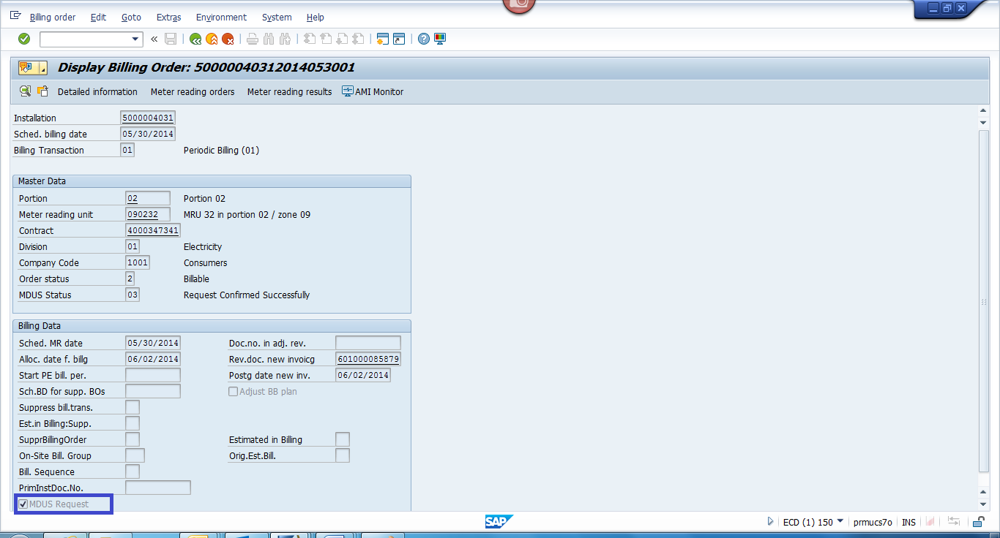 Billing order Edit Goto Extras Environment System Help
Display Billing Order: 50000040312014053001
Detailed information Meter reading orders Meter reading results AMI Monitor
Installation 5000004031
Sched. billing date 05/30/2014
Billing Transaction 01 Periodic Billing (01)
Master Data
Portion 02 Portion 02
Meter reading unit 090232 MRU 32 in portion 02 / zone 09
Contract 4000347341
Division 01 Electricity
Company Code 1001 Consumers
Order status 2 Billable
MDUS Status 03 Request Confirmed Successfully
Billing Data
Sched. MR date 05/30/2014 Doc.no. in adj. rev.
Alloc. date f. billg 06/02/2014 Rev.doc. new invoicg 601000085879
Start PE bill. per. Postg date new inv. 06/02/2014
Sch.BD for supp. BOs Adjust BB plan
Suppress bill.trans.
Est.in Billing:Supp.
SupprBillingOrder Estimated in Billing
On-Site Bill. Group Orig.Est.Bill.
Bill. Sequence
PrimInstDoc.No.
MDUS Request
SAP ECD (1) 150 prmucs7o INS